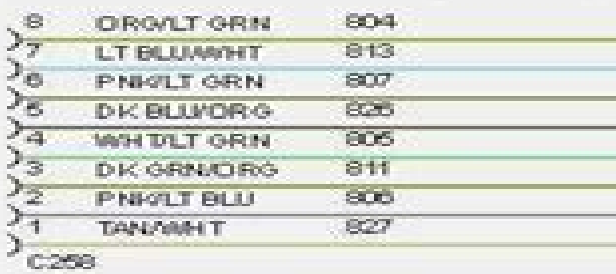 8 ORG/LT GRN 804
7 LT BLU/WHT 813
6 PNK/LT GRN 807
5 DK BLU/ORG 826
4 WHT/LT GRN 805
3 DK GRN/ORG 811
2 PNK/LT BLU 806
1 TAN/WHT 827
C258